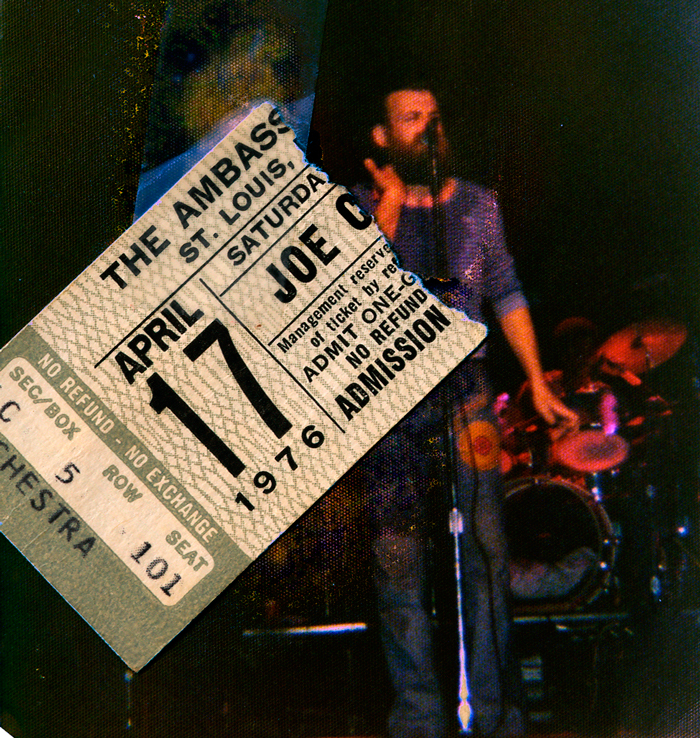 THE AMBASS
ST. LOUIS,
SATURDA
APRIL
17
1976
JOE C
Management reserve
of ticket by re
ADMIT ONE-G
NO REFUND
ADMISSION
NO REFUND - NO EXCHANGE
SEC/BOX ROW SEAT
C 5 101
CHESTRA